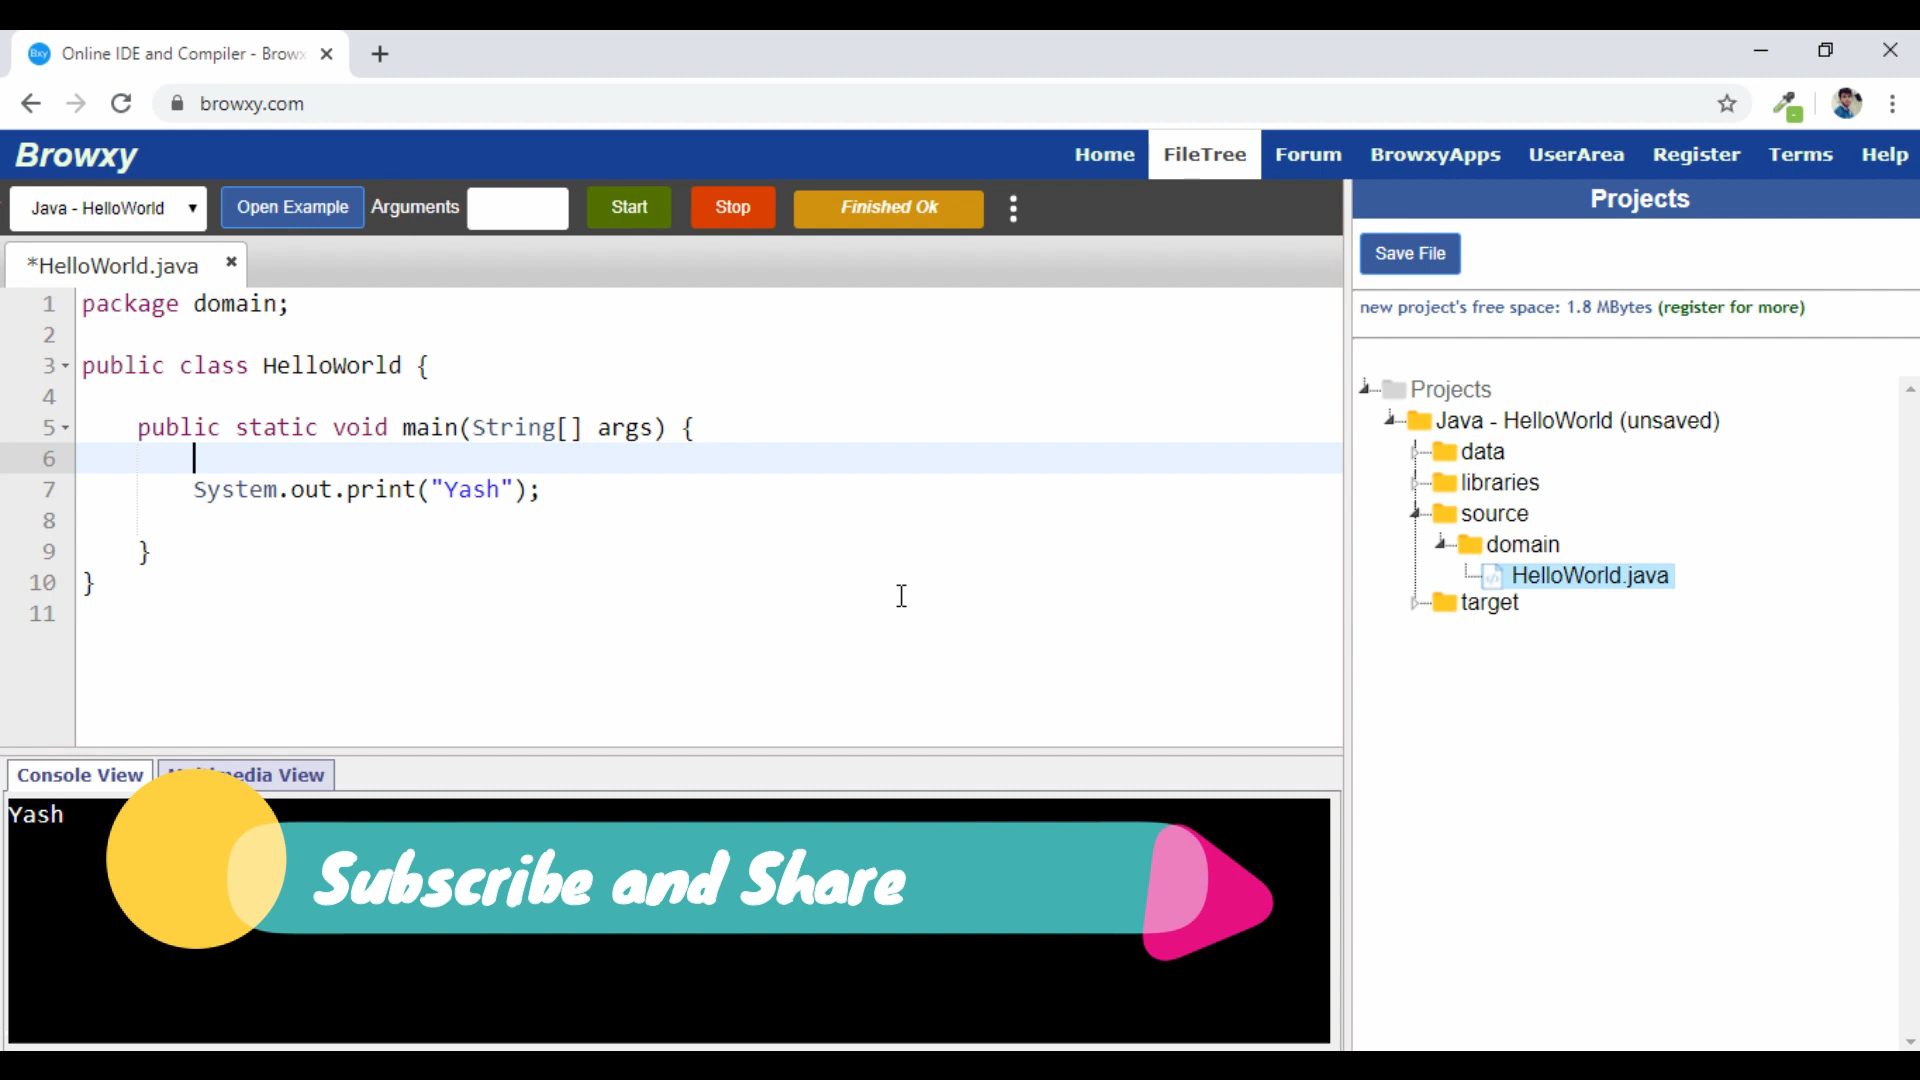 Bxy Online IDE and Compiler - Brow
browxy.com
Browxy
Home FileTree Forum BrowxyApps UserArea Register Terms Help
Java - HelloWorld Open Example Arguments Start Stop Finished Ok
Projects
Save File
new project's free space: 1.8 MBytes (register for more)
*HelloWorld.java
1 package domain;
2
3 public class HelloWorld {
4
5 public static void main(String[] args) {
6
7 System.out.print("Yash");
8
9 }
10 }
11
Projects
Java - HelloWorld (unsaved)
data
libraries
source
domain
HelloWorld.java
target
Console View edia View
Yash
Subscribe and Share